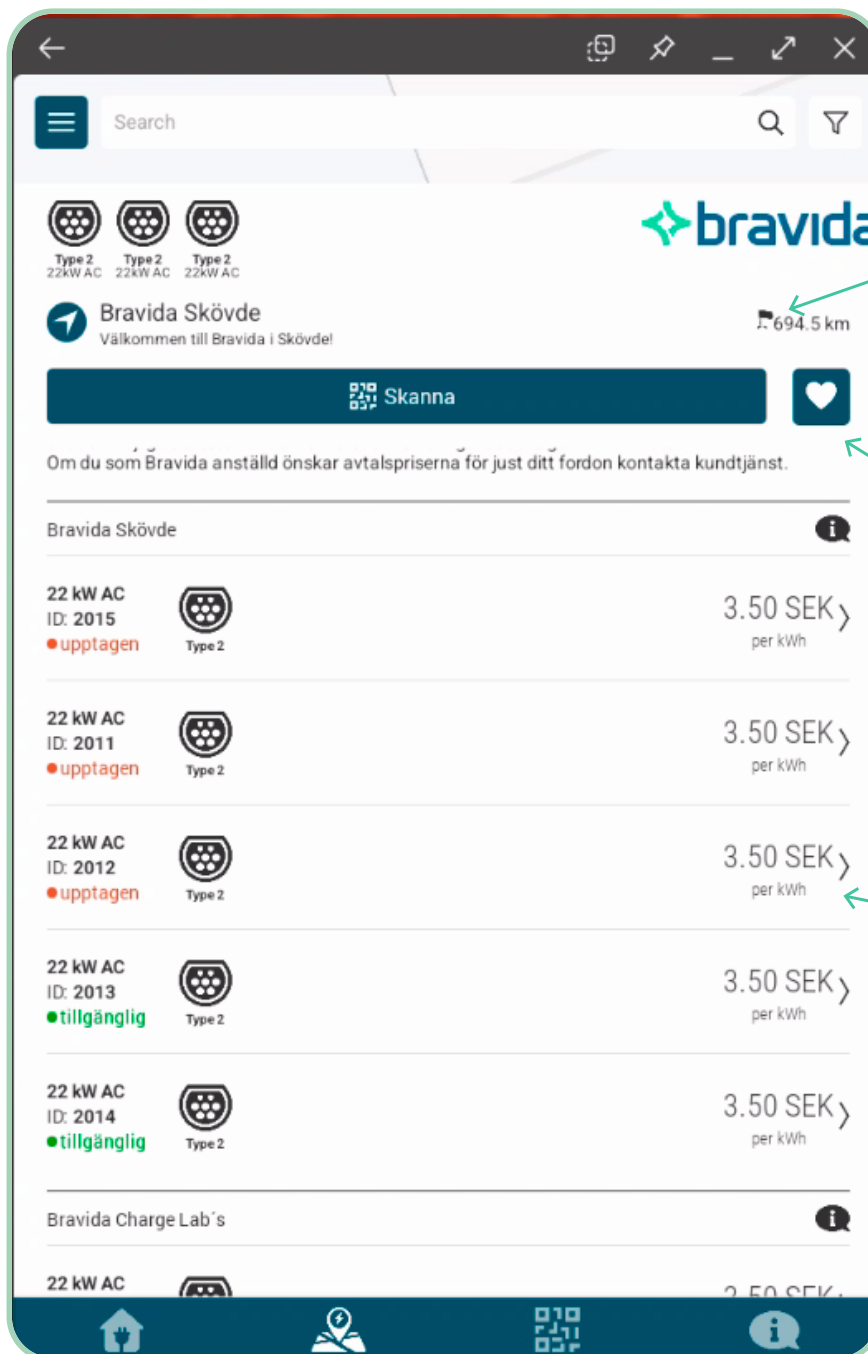 Search
Type 2 Type 2 Type 2
22kW AC 22kW AC 22kW AC
bravida
Bravida Skövde
Välkommen till Bravida i Skövde!
694.5 km
Skanna
Om du som Bravida anställd önskar avtalspriserna för just ditt fordon kontakta kundtjänst.
Bravida Skövde
22 kW AC
ID: 2015
upptagen
Type 2
3.50 SEK
per kWh
22 kW AC
ID: 2011
upptagen
Type 2
3.50 SEK
per kWh
22 kW AC
ID: 2012
upptagen
Type 2
3.50 SEK
per kWh
22 kW AC
ID: 2013
tillgänglig
Type 2
3.50 SEK
per kWh
22 kW AC
ID: 2014
tillgänglig
Type 2
3.50 SEK
per kWh
Bravida Charge Lab´s
22 kW AC